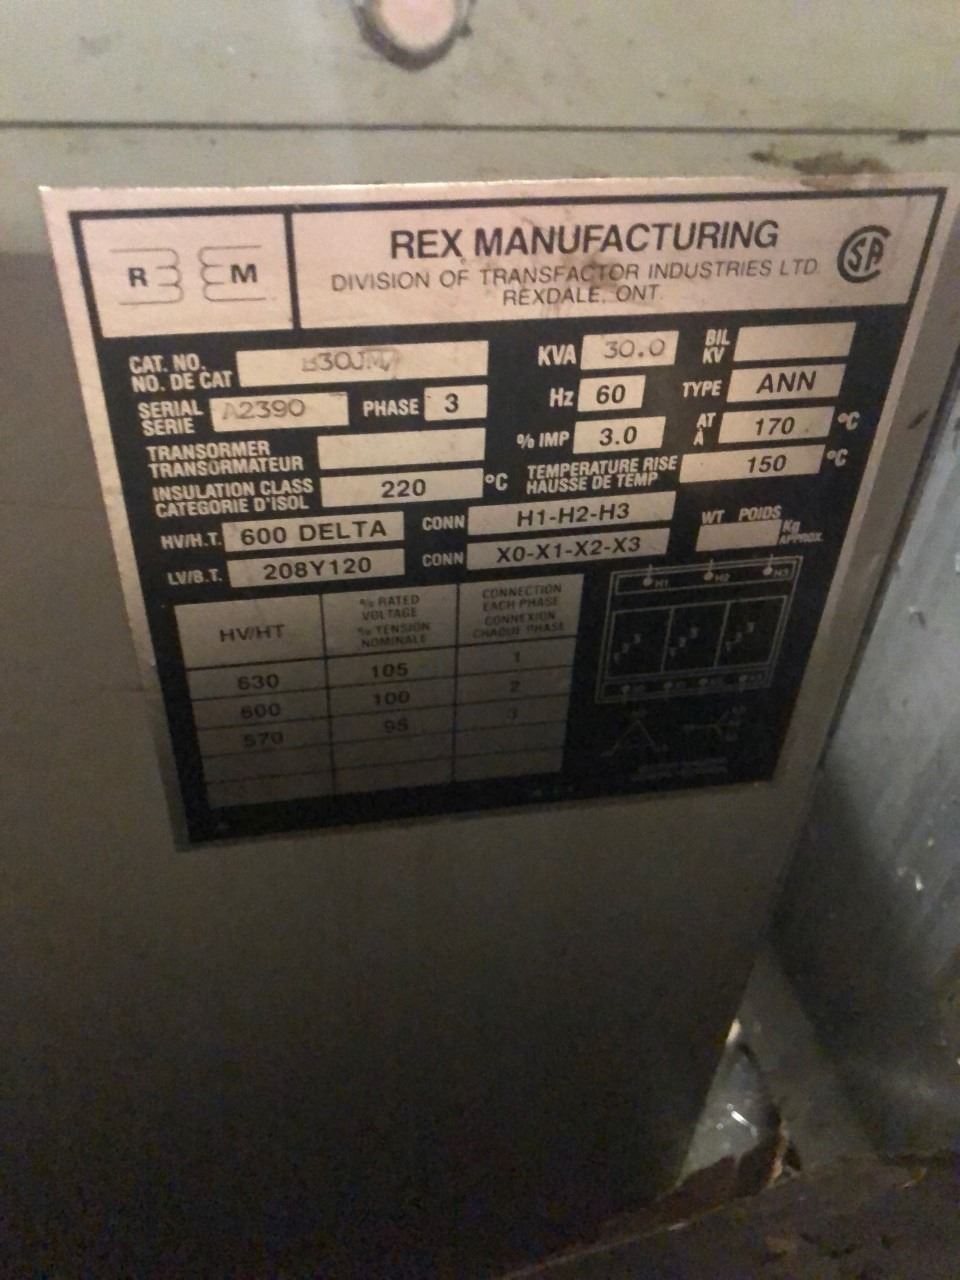 R M
REX MANUFACTURING
DIVISION OF TRANSFACTOR INDUSTRIES LTD.
REXDALE, ONT.
CSA
CAT. NO.
NO. DE CAT
B30JM
KVA 30.0
BIL
KV
SERIAL
SERIE
A2390
PHASE 3
Hz 60
TYPE ANN
TRANSORMER
TRANSORMATEUR
% IMP 3.0
AT
A
170 °C
INSULATION CLASS
CATEGORIE D'ISOL
220 °C
TEMPERATURE RISE
HAUSSE DE TEMP
150 °C
HV/H.T. 600 DELTA CONN H1-H2-H3
WT POIDS
Kg
APPROX.
LV/B.T. 208Y120 CONN X0-X1-X2-X3
HV/HT
% RATED
VOLTAGE
% TENSION
NOMINALE
CONNECTION
EACH PHASE
CONNEXION
CHAQUE PHASE
630 105 1
600 100 2
570 95 3
H1 H2 H3